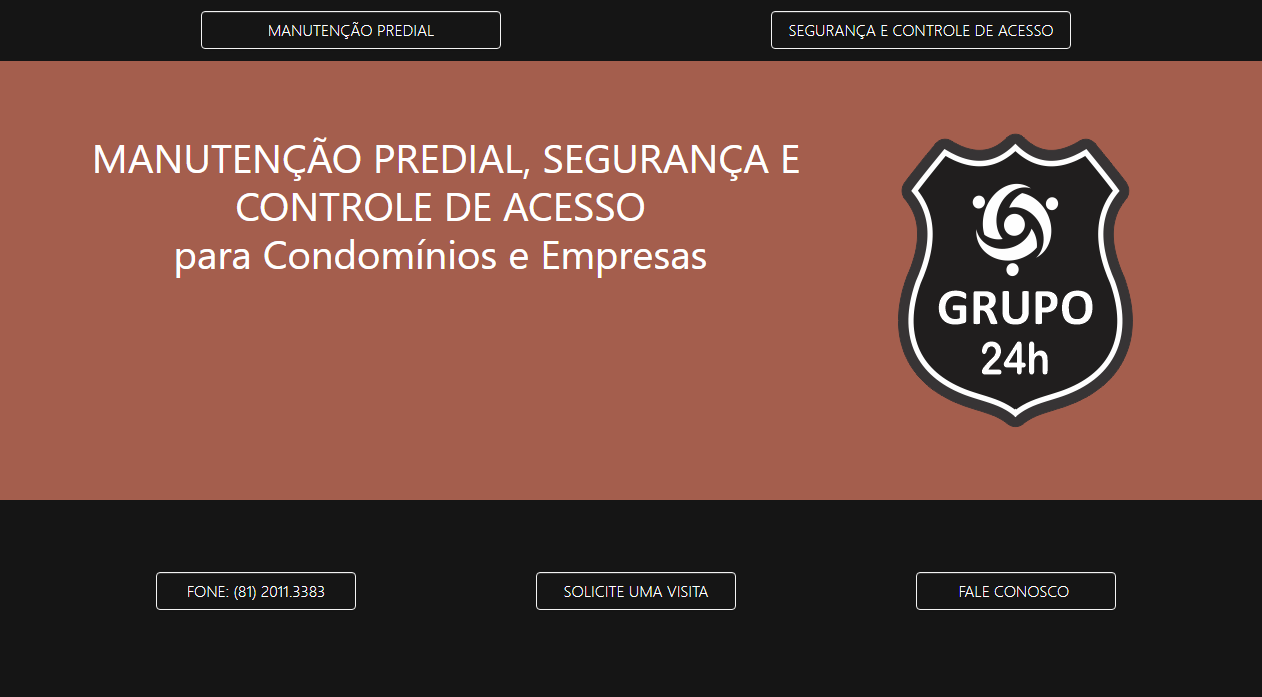 MANUTENÇÃO PREDIAL
SEGURANÇA E CONTROLE DE ACESSO
MANUTENÇÃO PREDIAL, SEGURANÇA E
CONTROLE DE ACESSO
para Condomínios e Empresas
GRUPO
24h
FONE: (81) 2011.3383
SOLICITE UMA VISITA
FALE CONOSCO